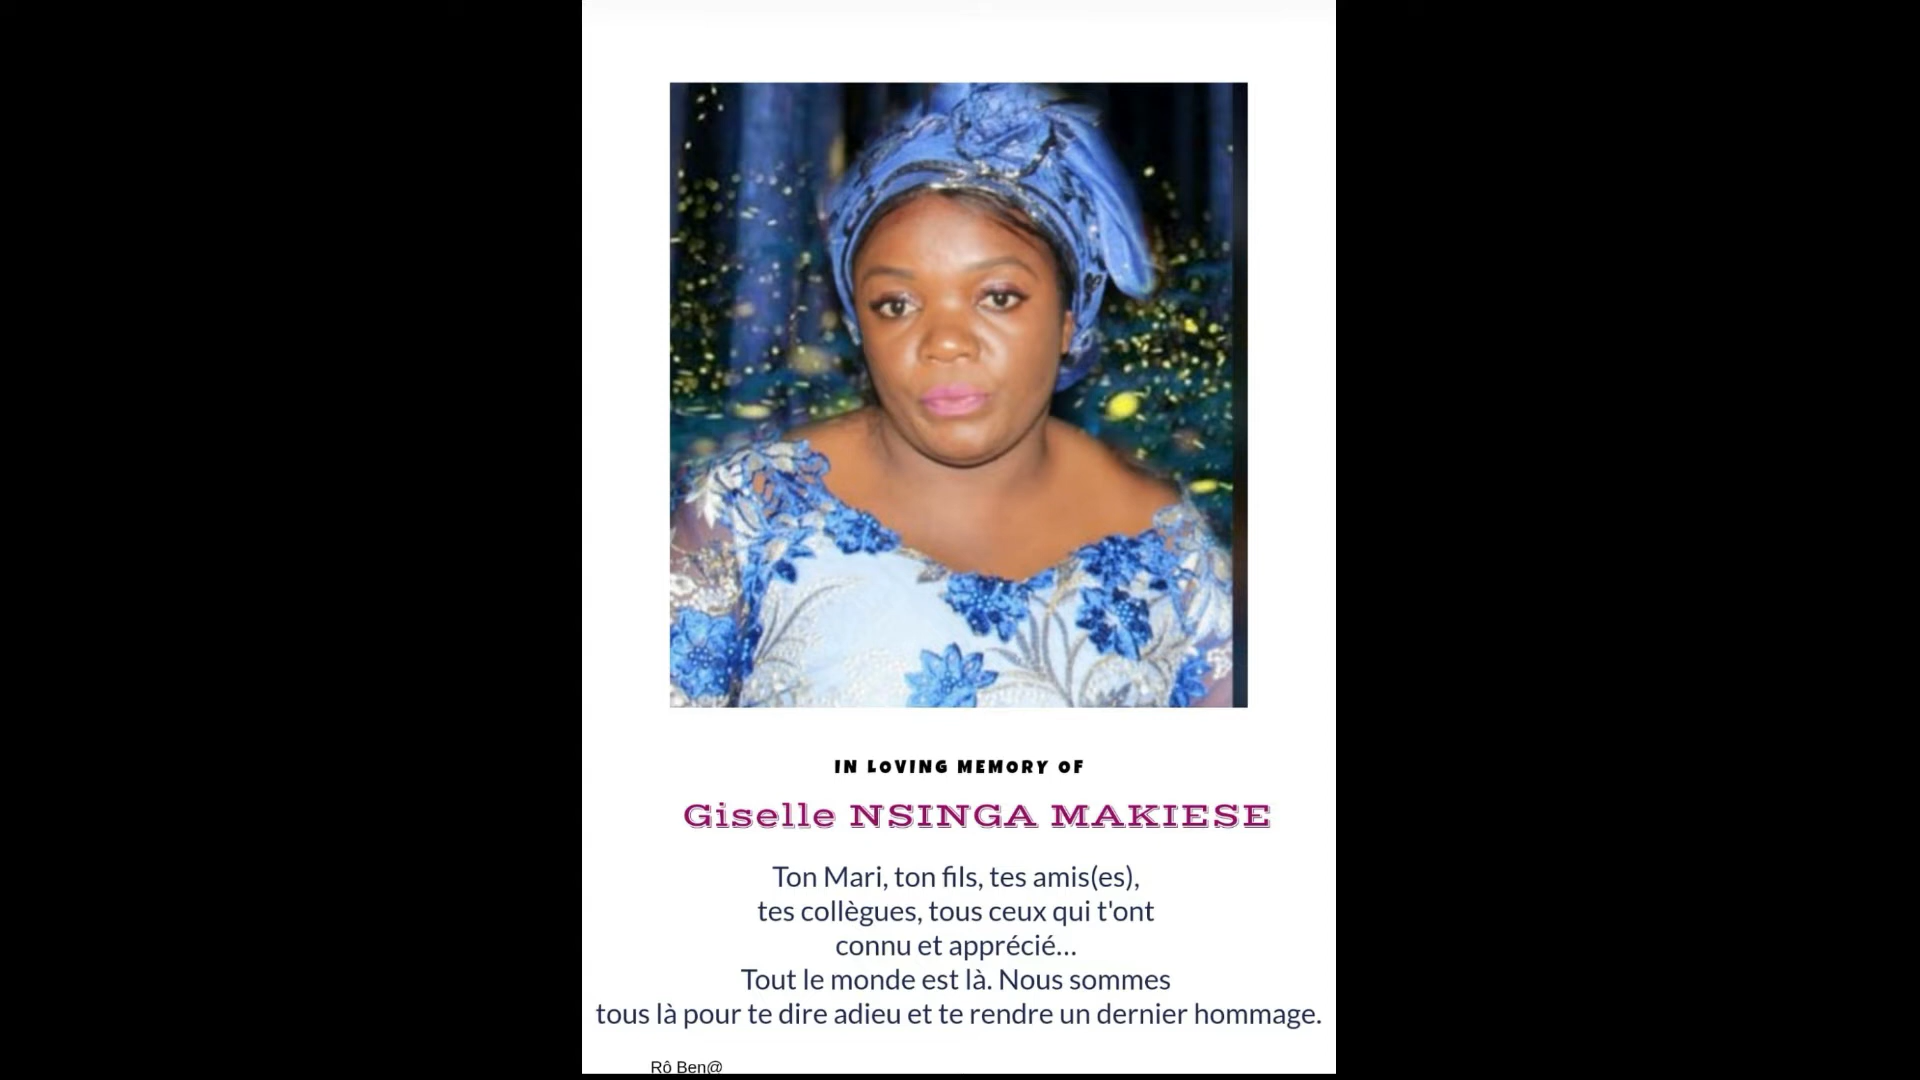 IN LOVING MEMORY OF
Giselle NSINGA MAKIESE
Ton Mari, ton fils, tes amis(es),
tes collègues, tous ceux qui t'ont
connu et apprécié...
Tout le monde est là. Nous sommes
tous là pour te dire adieu et te rendre un dernier hommage.
Rô Ben@